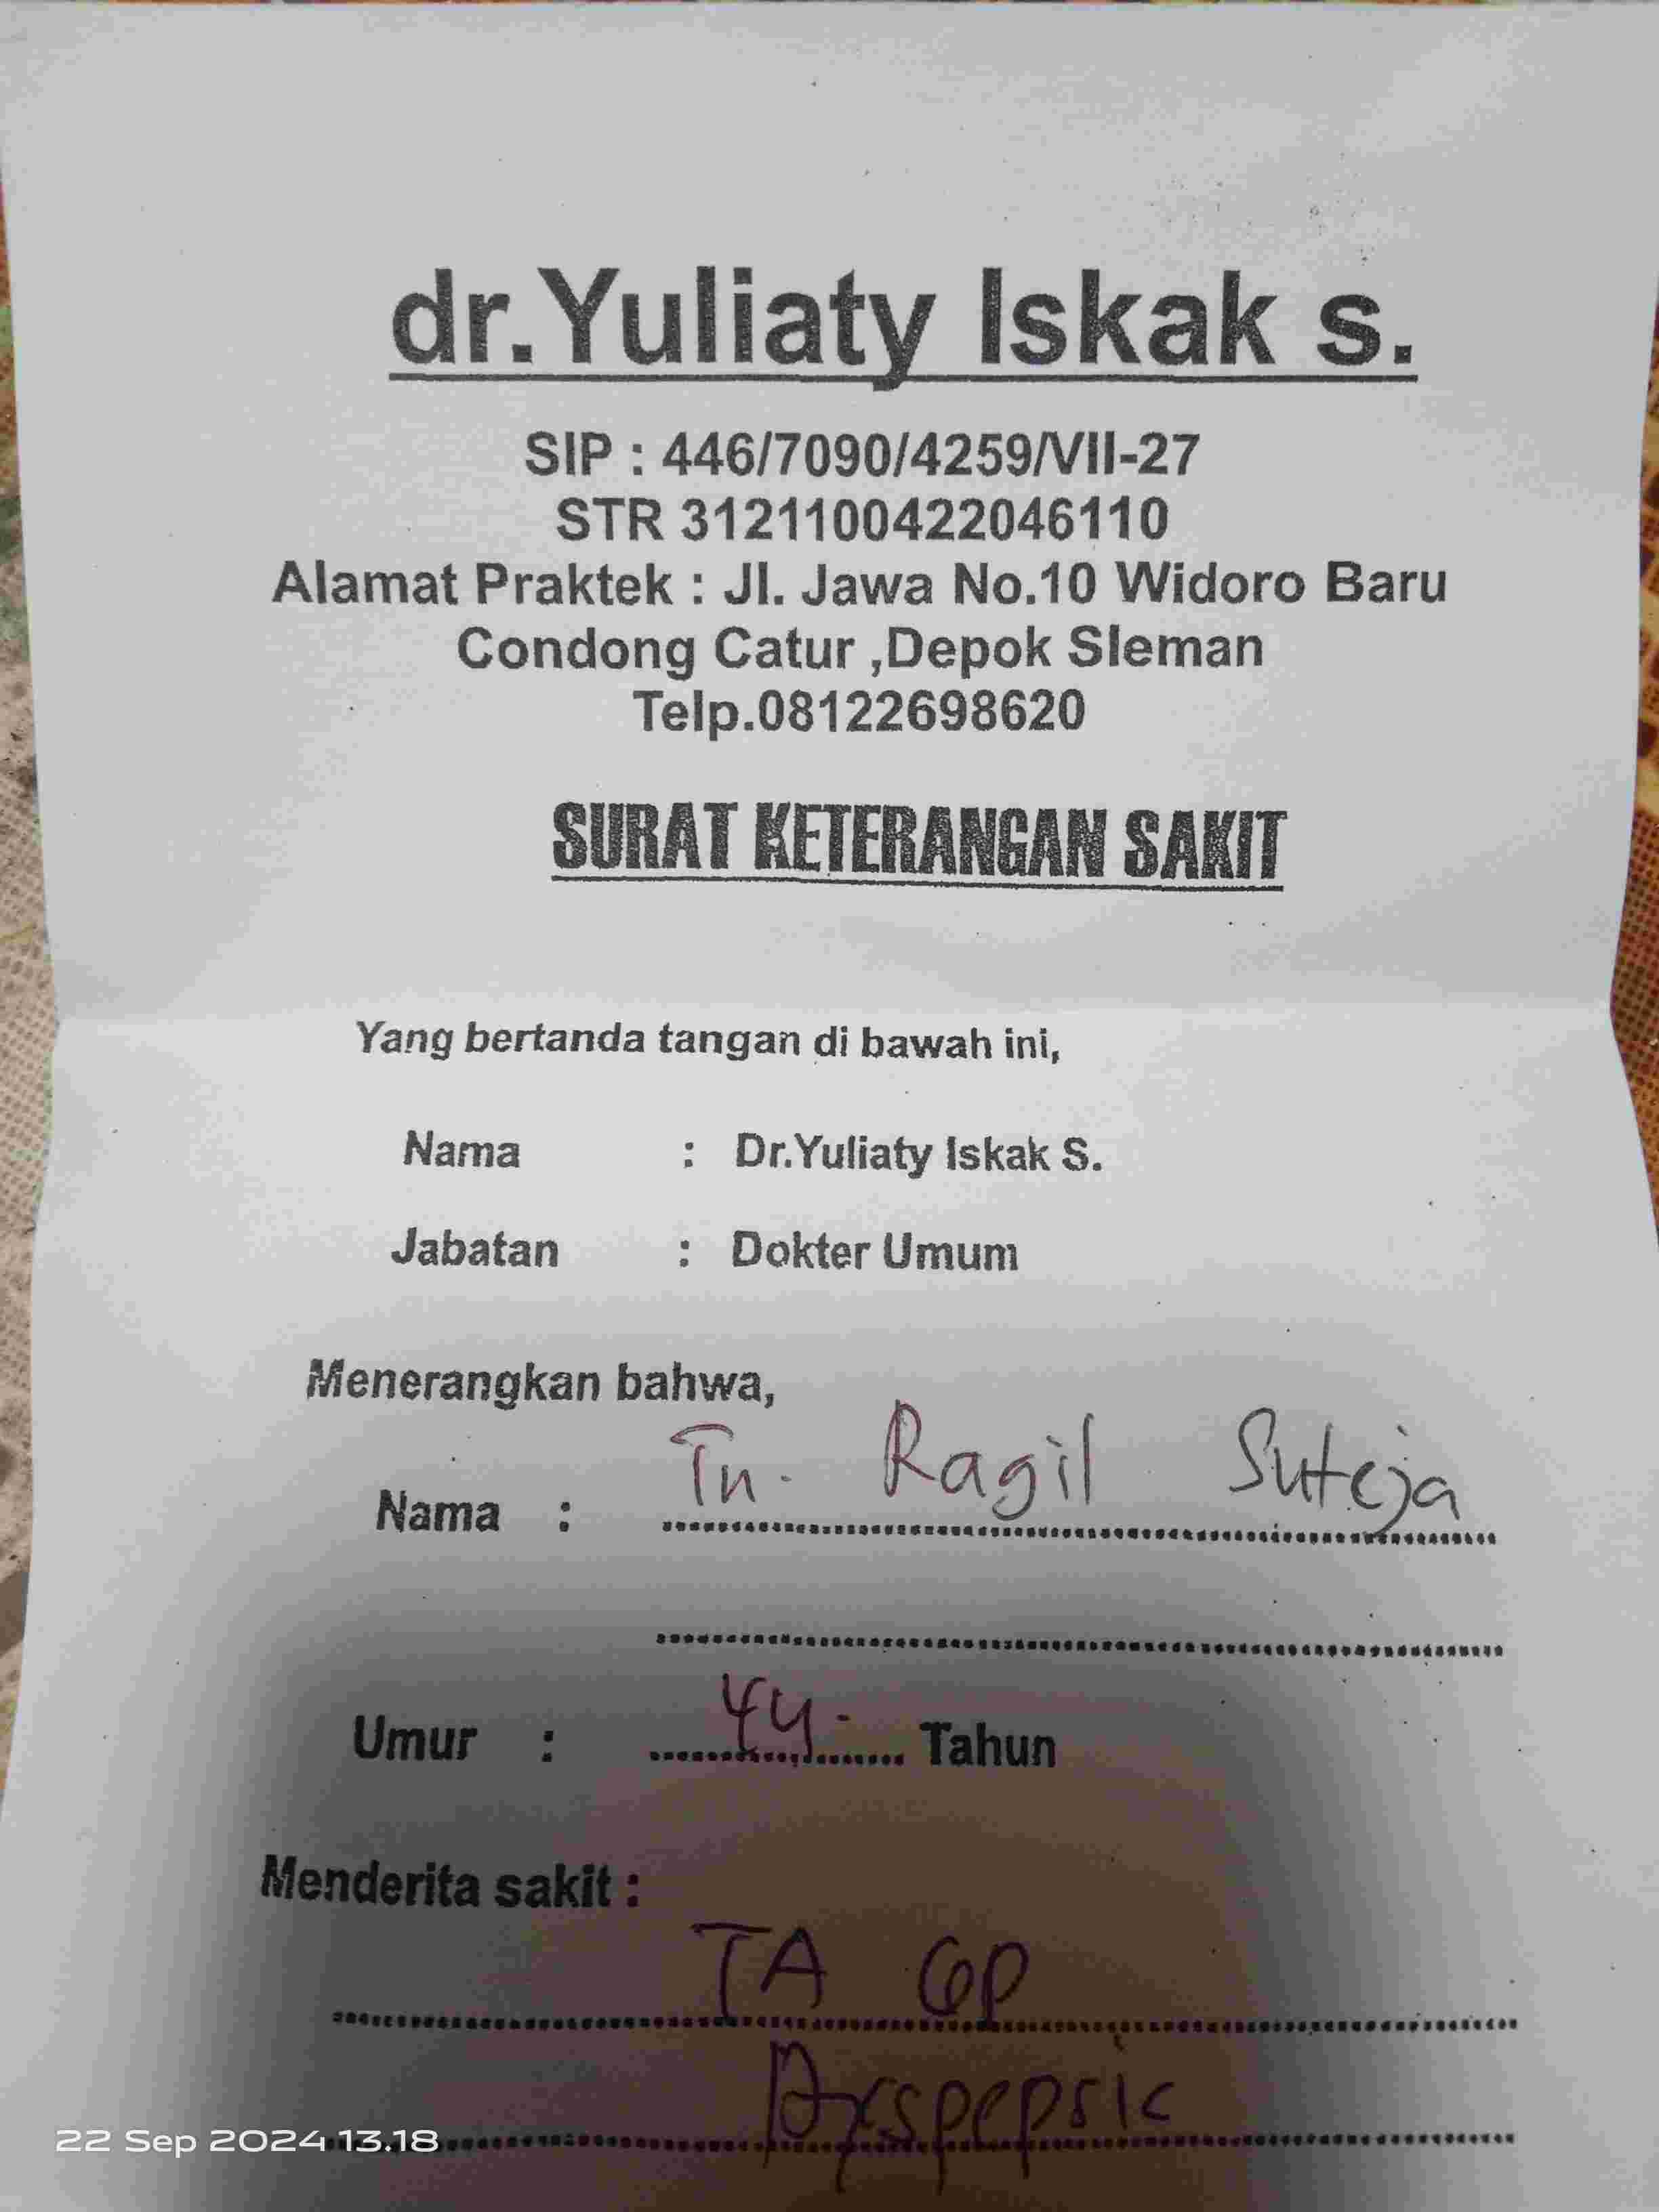 dr.Yuliaty Iskak s.
SIP : 446/7090/4259/VII-27
STR 3121100422046110
Alamat Praktek : Jl. Jawa No.10 Widoro Baru
Condong Catur ,Depok Sleman
Telp.08122698620
SURAT KETERANGAN SAKIT
Yang bertanda tangan di bawah ini,
Nama : Dr.Yuliaty Iskak S.
Jabatan : Dokter Umum
Menerangkan bahwa,
Nama : Tn. Ragil Suteja
Umur : 44. Tahun
Menderita sakit :
TA
22 Sep 2024 13.18